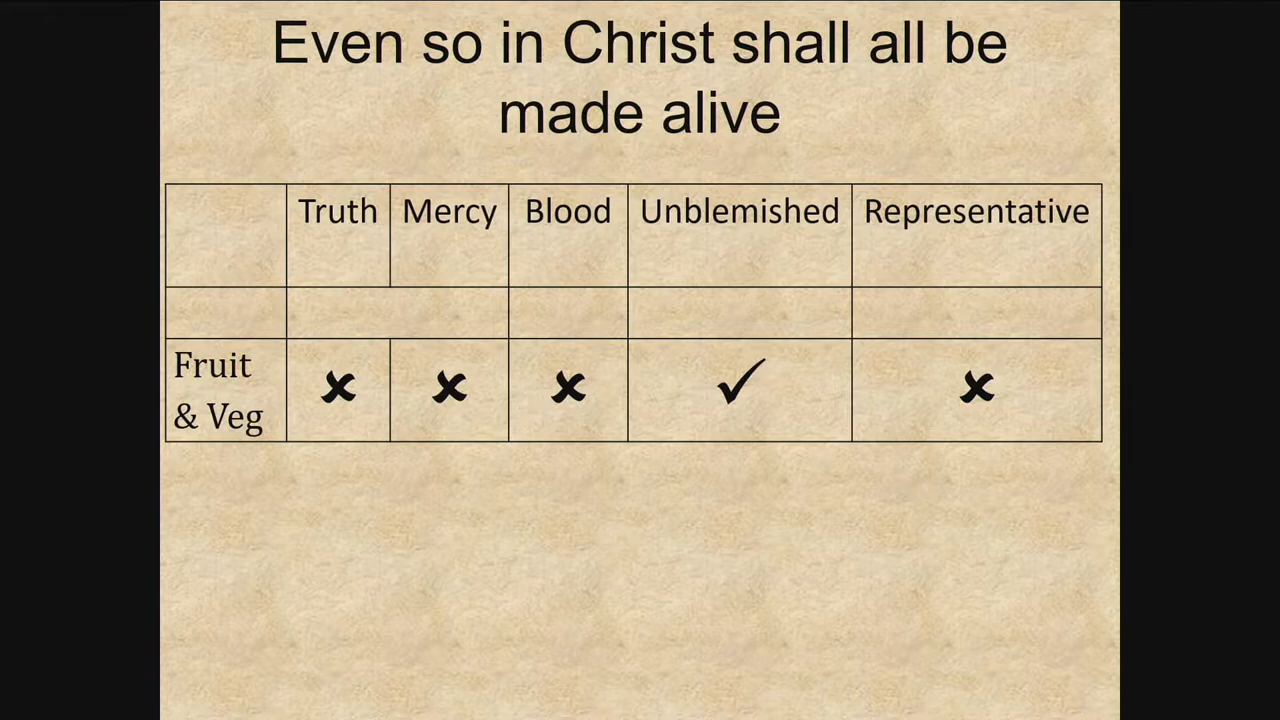 Even so in Christ shall all be
made alive
Truth Mercy Blood Unblemished Representative
Fruit
& Veg ✘ ✘ ✘ ✓ ✘